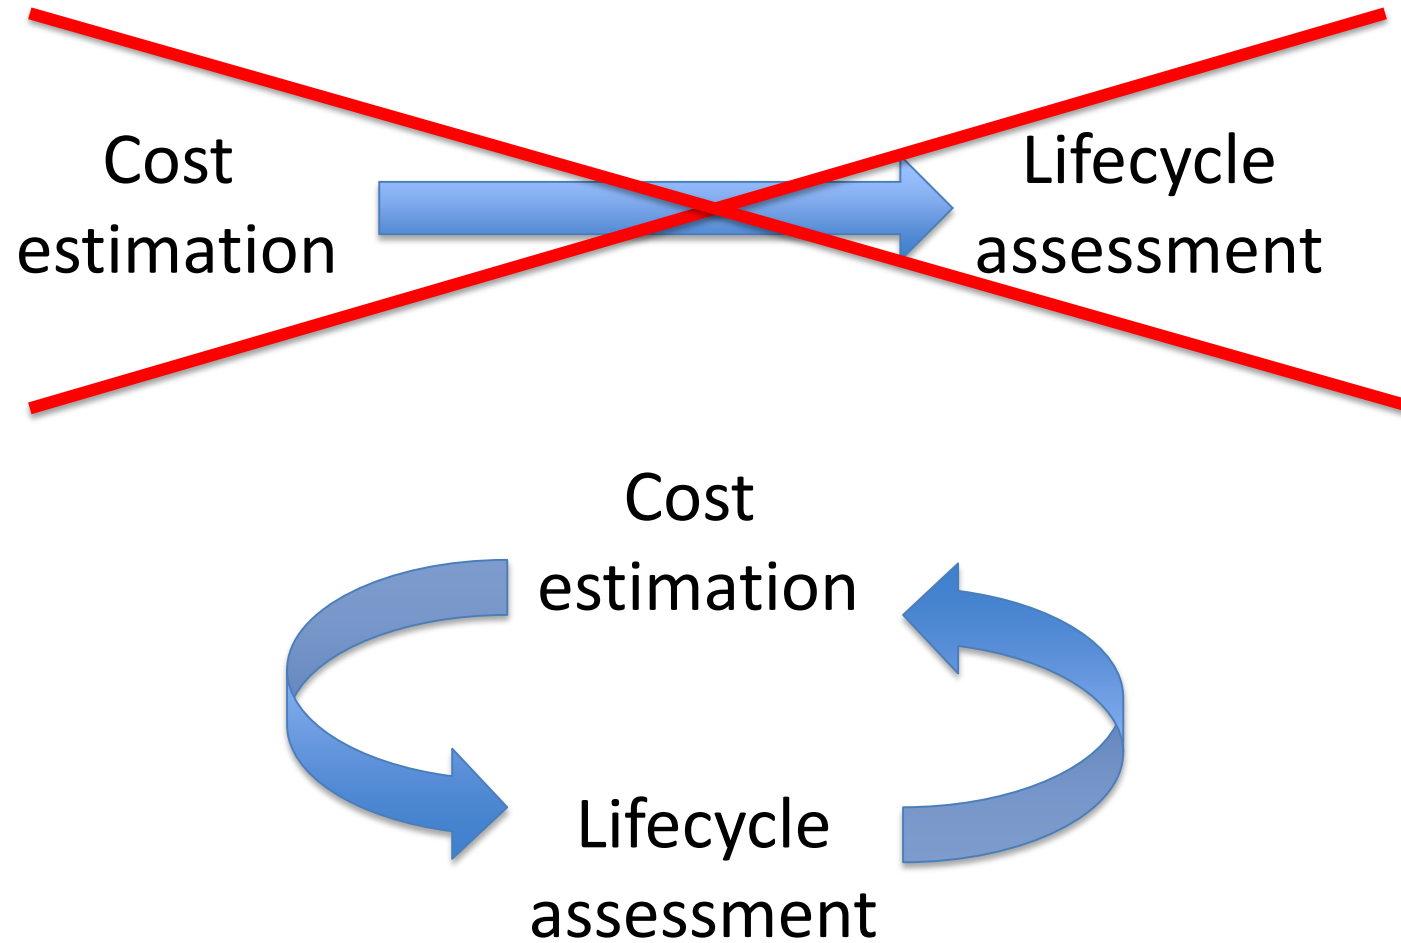 Cost
estimation
Lifecycle
assessment
Cost
estimation
Lifecycle
assessment